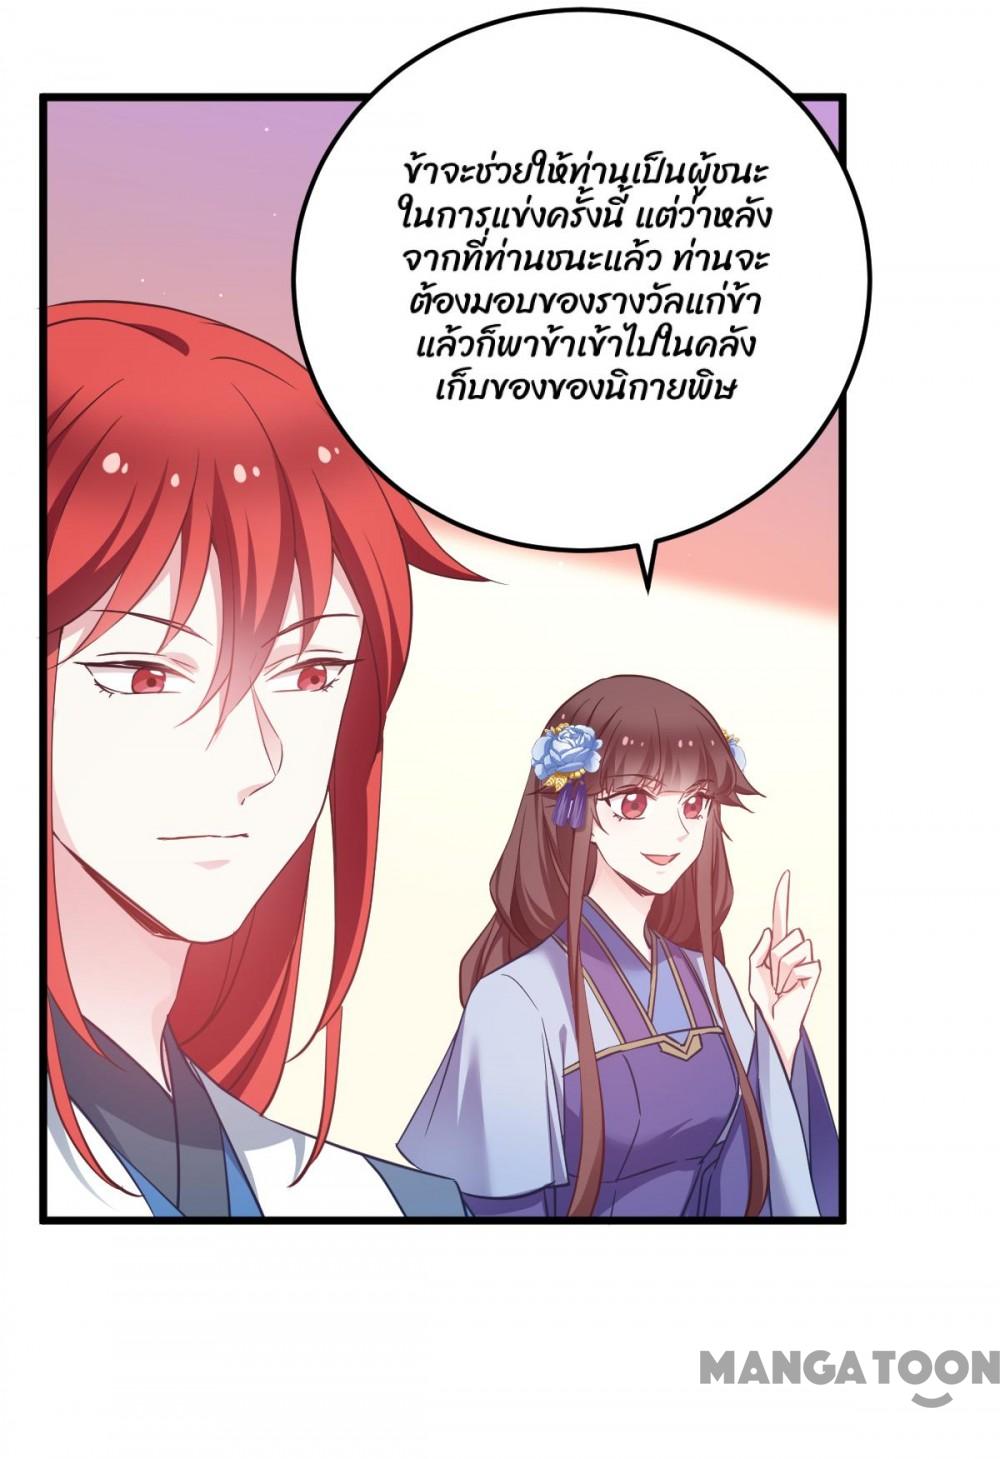 ข้าจะช่วยให้ท่านเป็นผู้ชนะ
ในการแข่งครั้งนี้ แต่ว่าหลัง
จากที่ท่านชนะแล้ว ท่านจะ
ต้องมอบของรางวัลแก่ข้า
แล้วก็พาข้าเข้าไปในคลัง
เก็บของของนิกายพิษ
MANGATOON